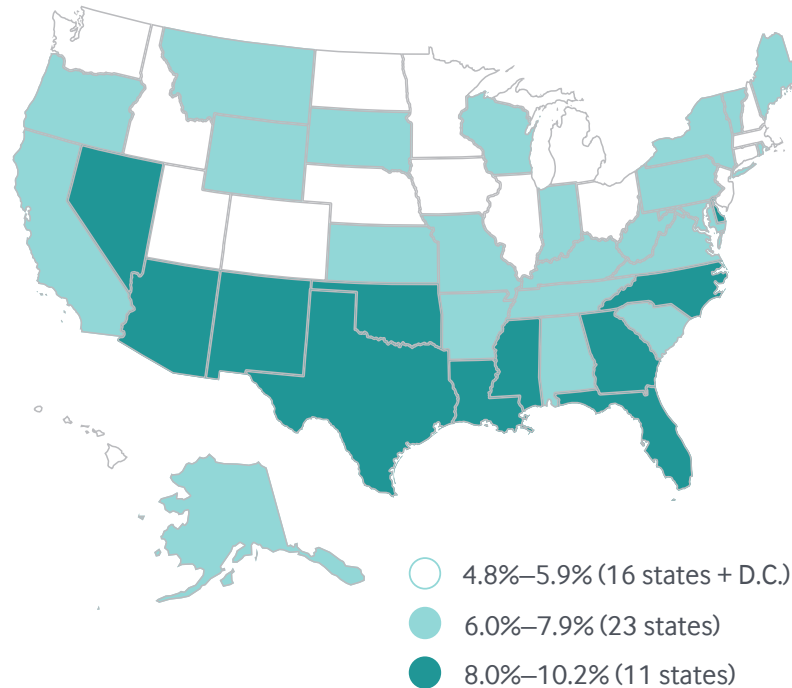 4.8%–5.9% (16 states + D.C.)
6.0%–7.9% (23 states)
8.0%–10.2% (11 states)